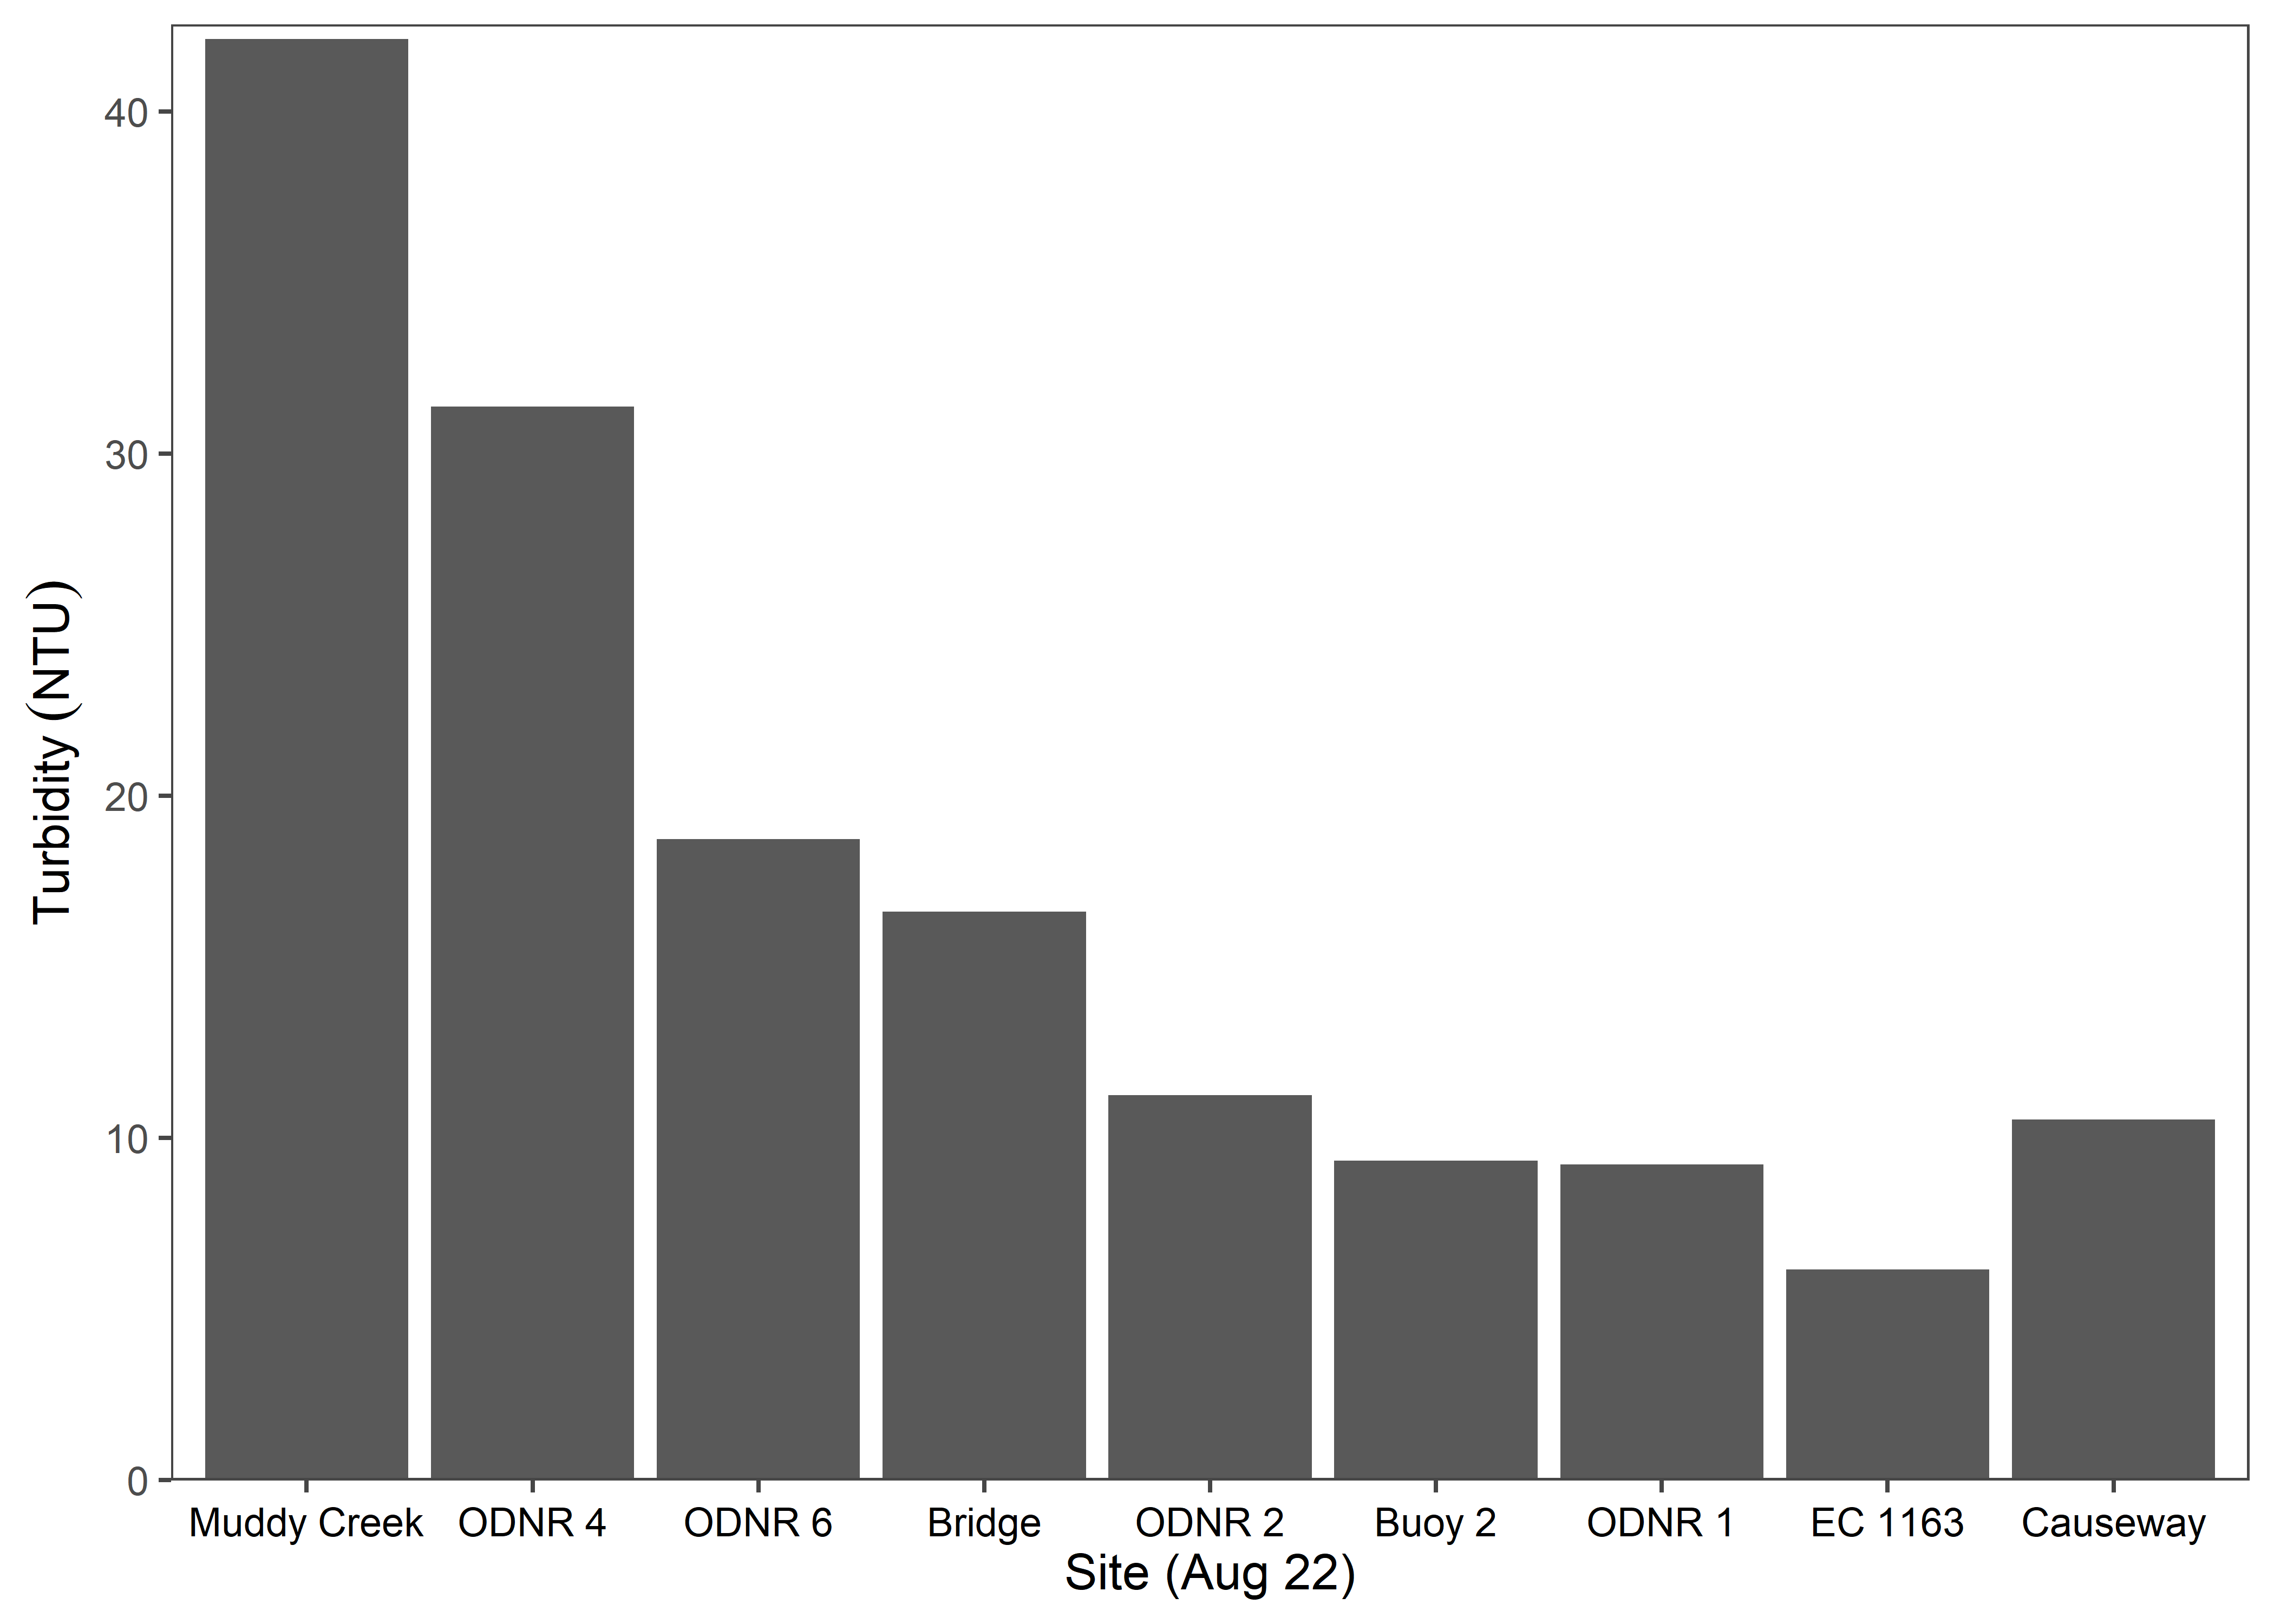 Turbidity (NTU)
40
30
20
10
0
Muddy Creek ODNR 4 ODNR 6 Bridge ODNR 2 Buoy 2 ODNR 1 EC 1163 Causeway
Site (Aug 22)